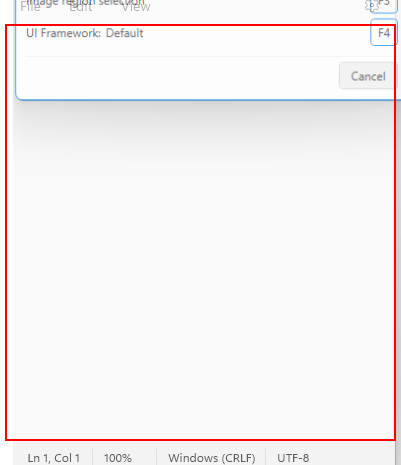 Image region selection F3
File Edit View
UI Framework: Default F4
Cancel
Ln 1, Col 1 100% Windows (CRLF) UTF-8